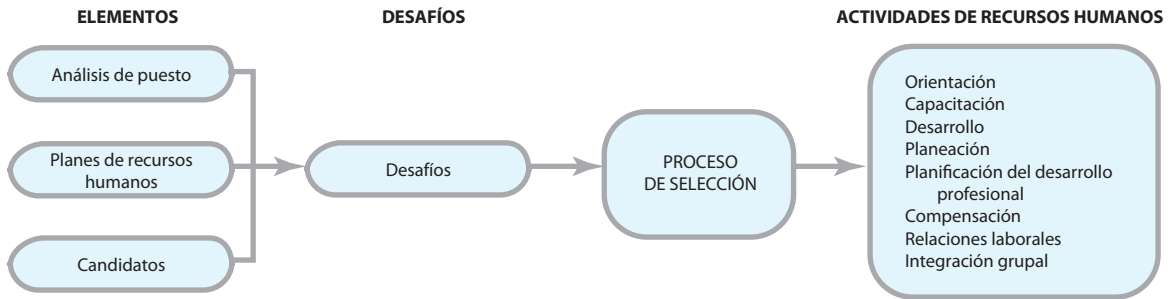 ELEMENTOS
DESAFÍOS
ACTIVIDADES DE RECURSOS HUMANOS
Análisis de puesto
Planes de recursos
humanos
Candidatos
Desafíos
PROCESO
DE SELECCIÓN
Orientación
Capacitación
Desarrollo
Planeación
Planificación del desarrollo
profesional
Compensación
Relaciones laborales
Integración grupal